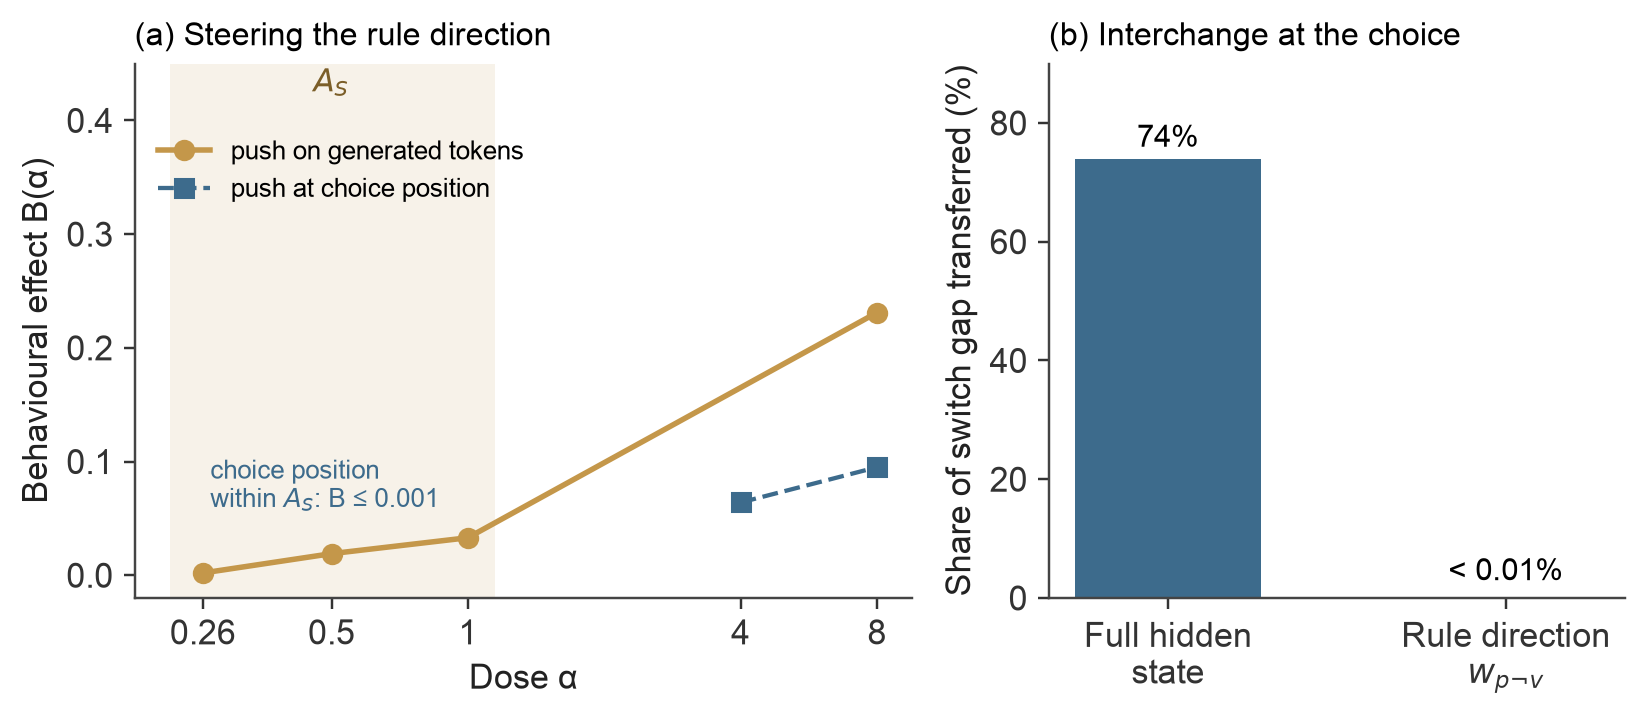 (a) Steering the rule direction
A_S
push on generated tokens
push at choice position
choice position
within A_S: B ≤ 0.001
Behavioural effect B(α)
0.4
0.3
0.2
0.1
0.0
0.26 0.5 1 4 8
Dose α
(b) Interchange at the choice
Share of switch gap transferred (%)
80
60
40
20
0
74%
< 0.01%
Full hidden
state
Rule direction
w_{p¬v}